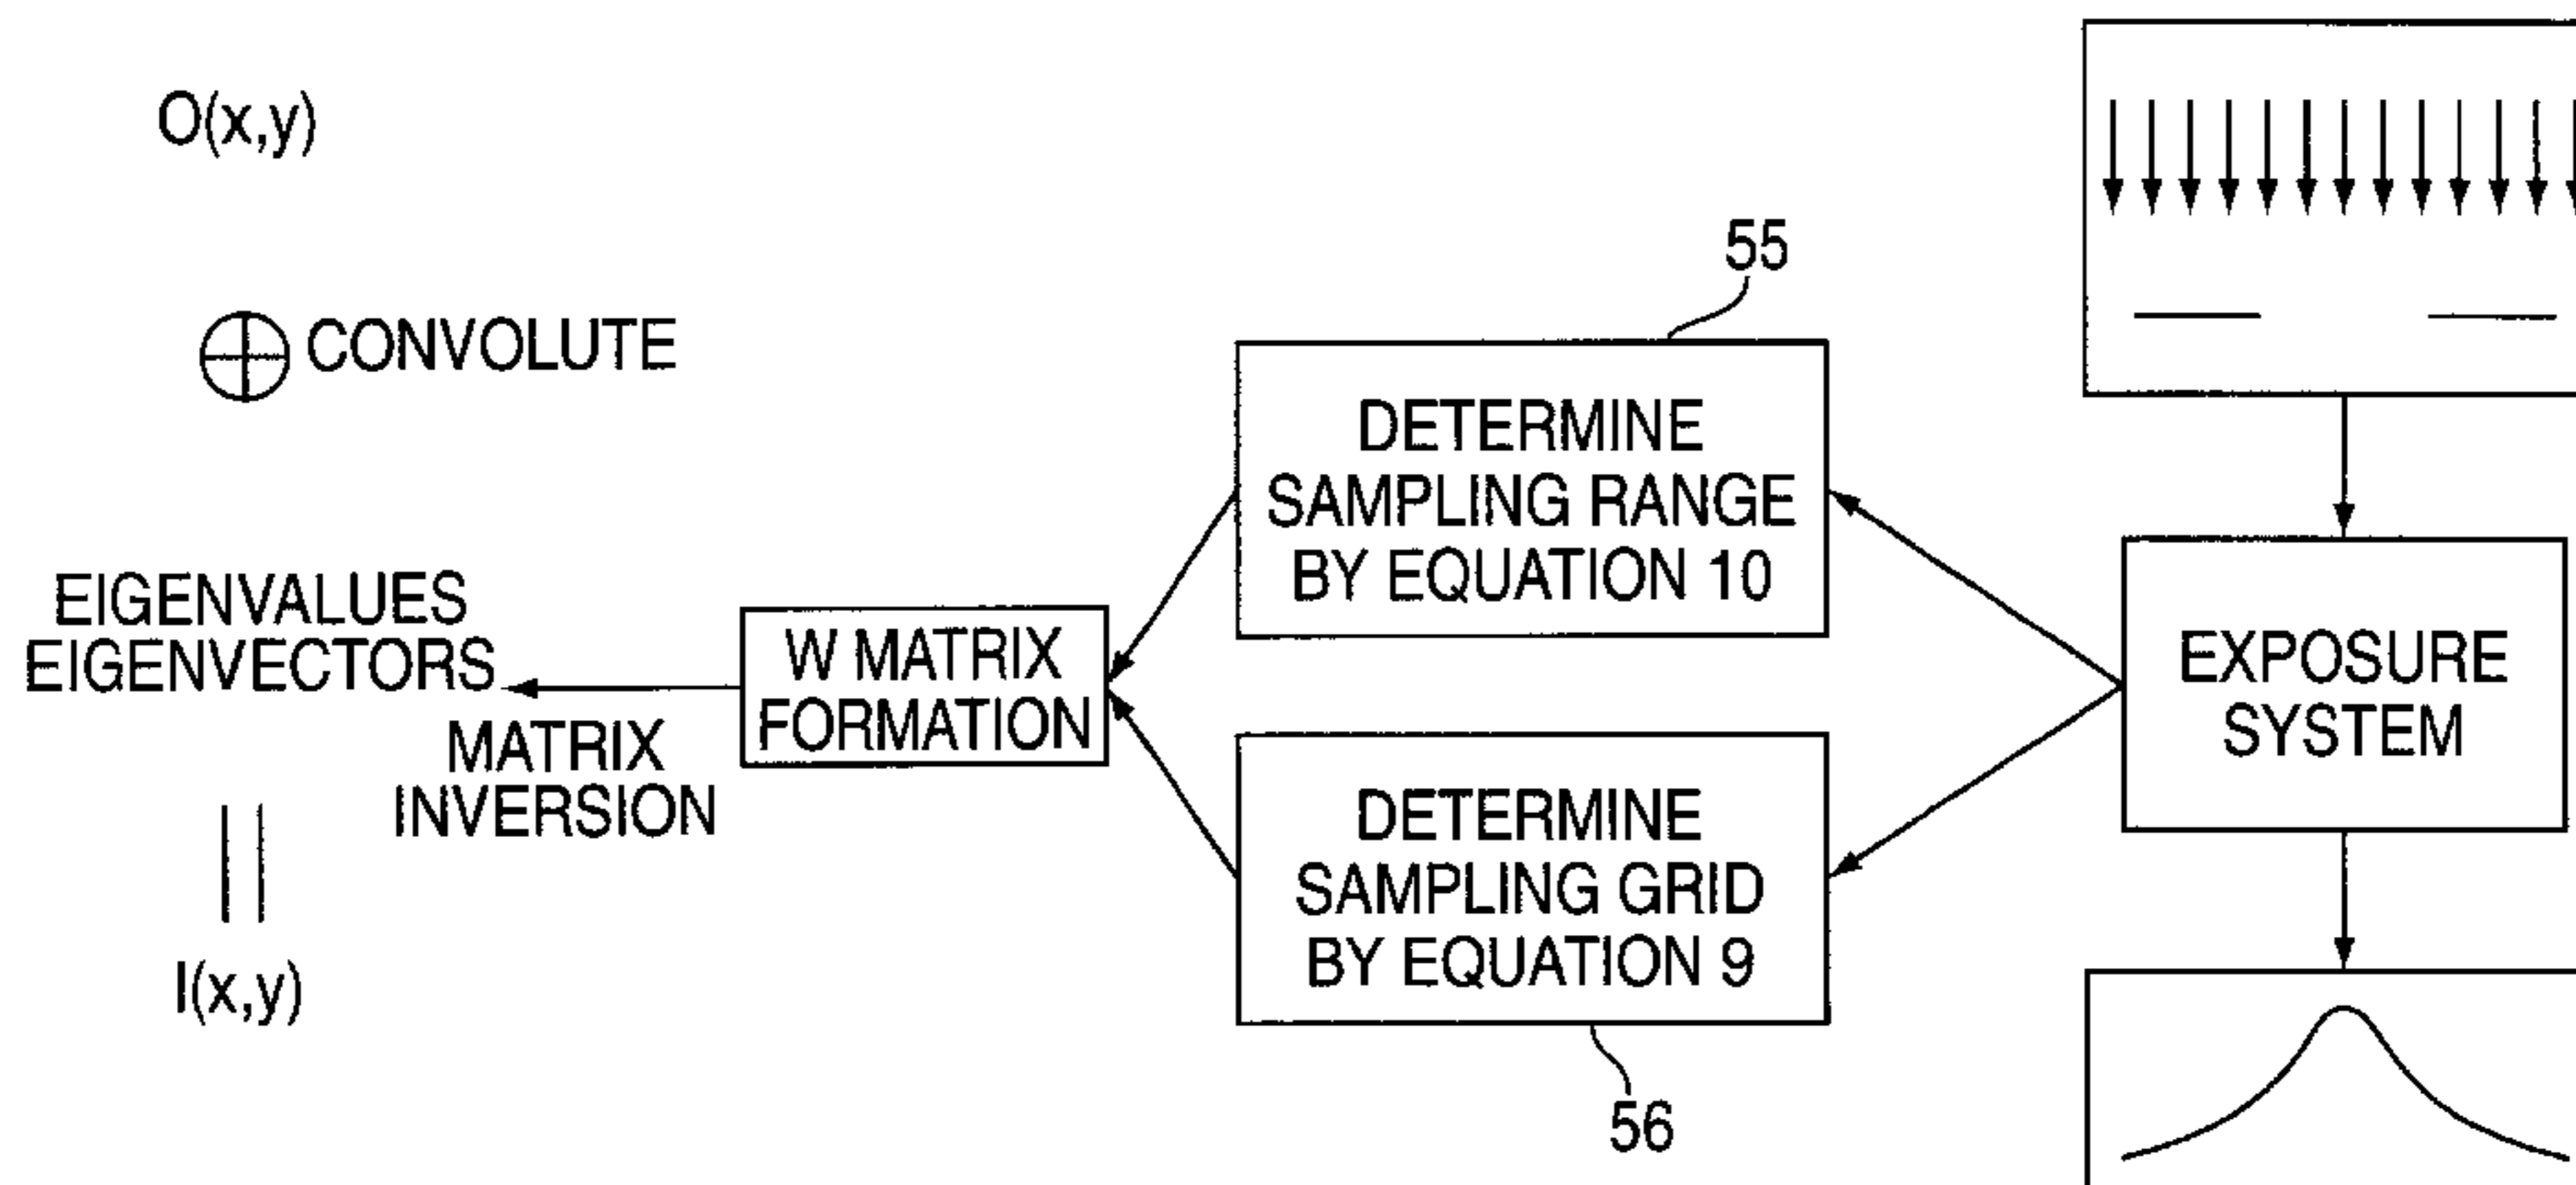 O(x,y)
CONVOLUTE
EIGENVALUES
EIGENVECTORS
MATRIX
INVERSION
I(x,y)
W MATRIX
FORMATION
55
DETERMINE
SAMPLING RANGE
BY EQUATION 10
DETERMINE
SAMPLING GRID
BY EQUATION 9
56
EXPOSURE
SYSTEM